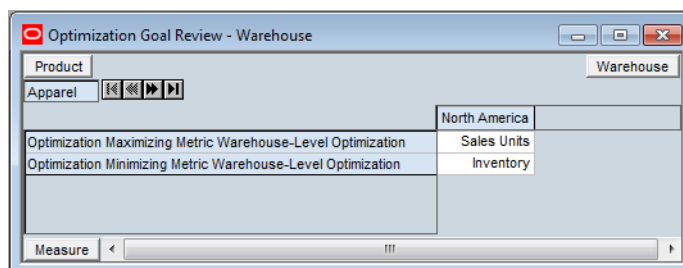 Optimization Goal Review - Warehouse
Product Warehouse
Apparel
North America
Optimization Maximizing Metric Warehouse-Level Optimization Sales Units
Optimization Minimizing Metric Warehouse-Level Optimization Inventory
Measure